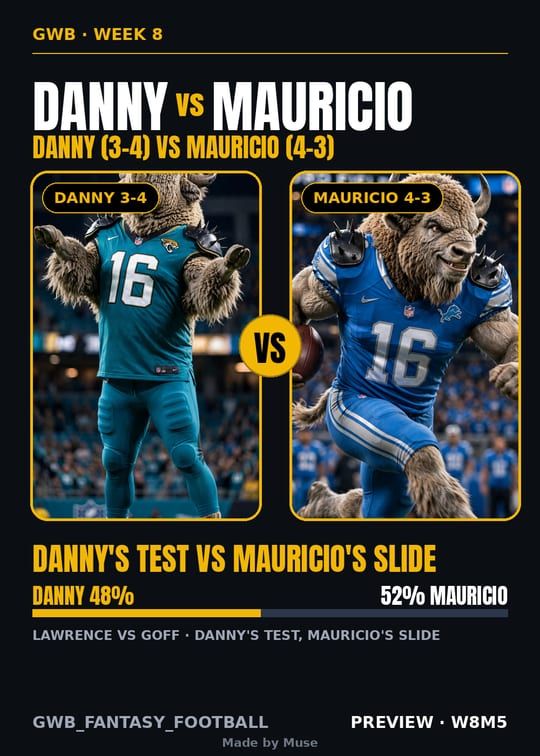 GWB · WEEK 8
DANNY VS MAURICIO
DANNY (3-4) VS MAURICIO (4-3)
DANNY 3-4
MAURICIO 4-3
16
16
VS
DANNY'S TEST VS MAURICIO'S SLIDE
DANNY 48%
52% MAURICIO
LAWRENCE VS GOFF · DANNY'S TEST, MAURICIO'S SLIDE
GWB_FANTASY_FOOTBALL
PREVIEW · W8M5
Made by Muse